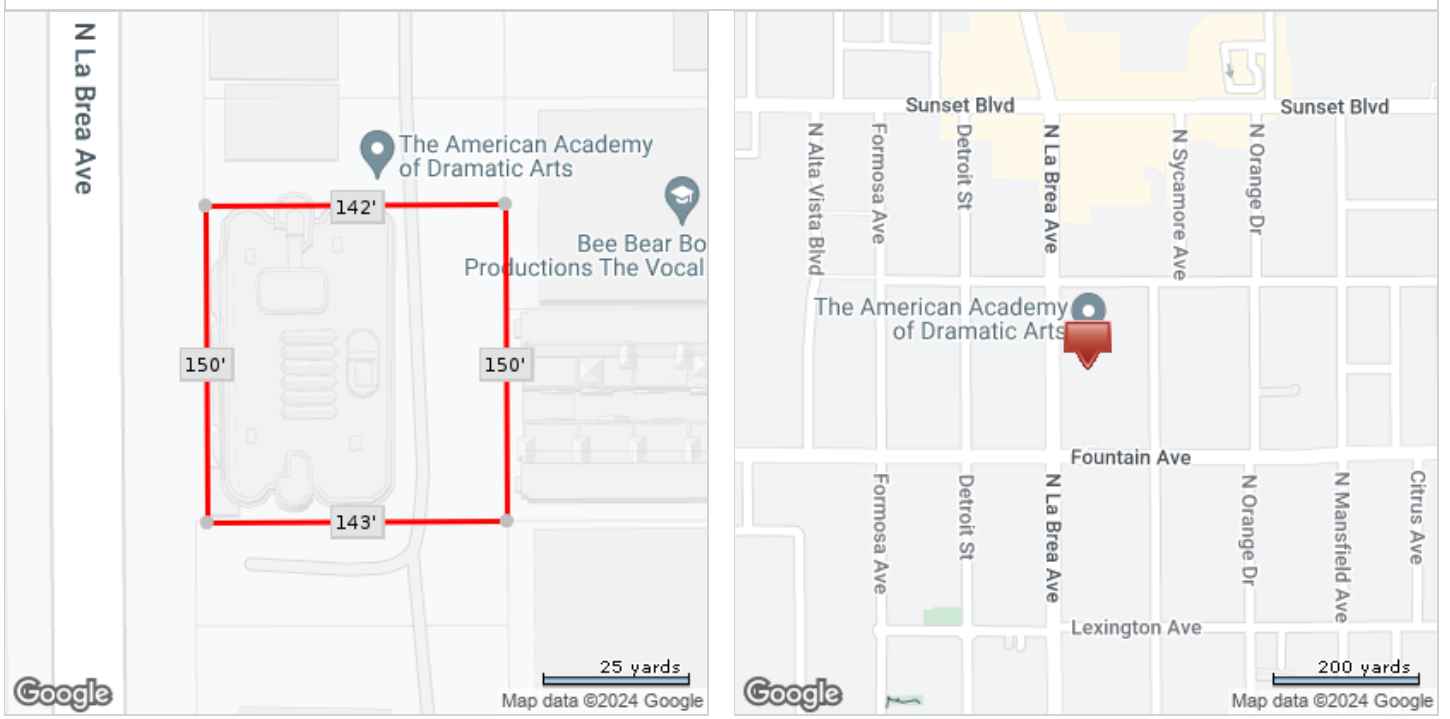 N La Brea Ave
The American Academy
of Dramatic Arts
142'
Bee Bear Bo
Productions The Vocal
150'
150'
143'
25 yards
Google
Map data ©2024 Google
Sunset Blvd
Sunset Blvd
N Alta Vista Blvd
Formosa Ave
Detroit St
N La Brea Ave
N Sycamore Ave
N Orange Dr
The American Academy
of Dramatic Arts
Fountain Ave
Formosa Ave
Detroit St
N La Brea Ave
N Orange Dr
N Mansfield Ave
Citrus Ave
Lexington Ave
200 yards
Google
Map data ©2024 Google